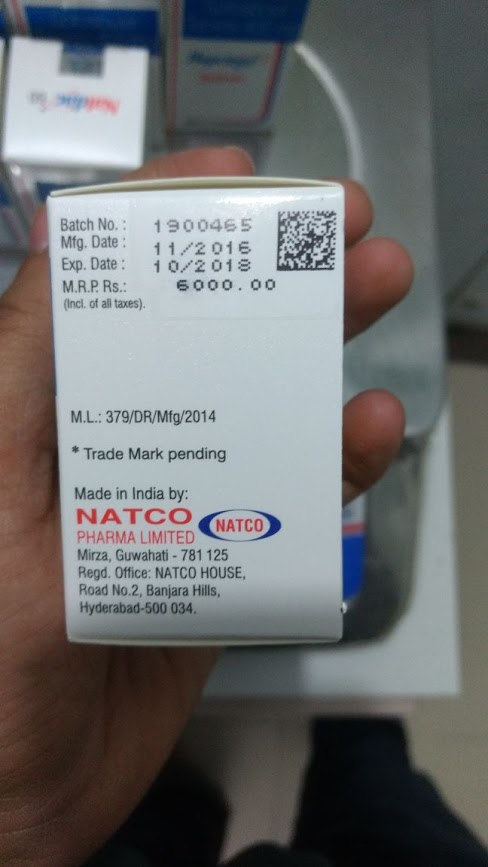 Batch No. : 1900465
Mfg. Date : 11/2016
Exp. Date : 10/2018
M.R.P. Rs.: 6000.00
(Incl. of all taxes).
M.L.: 379/DR/Mfg/2014
* Trade Mark pending
Made in India by:
NATCO NATCO
PHARMA LIMITED
Mirza, Guwahati - 781 125
Regd. Office: NATCO HOUSE,
Road No.2, Banjara Hills,
Hyderabad-500 034.